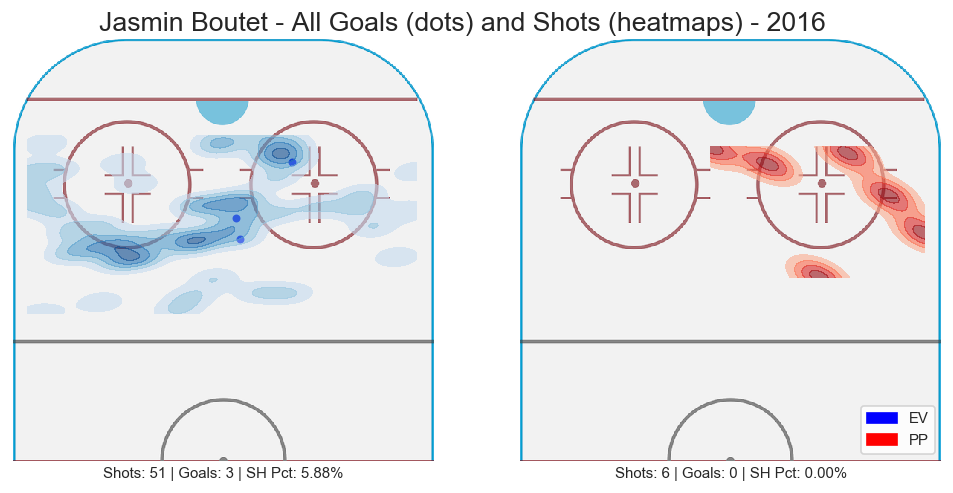 Jasmin Boutet - All Goals (dots) and Shots (heatmaps) - 2016
EV
PP
Shots: 51 | Goals: 3 | SH Pct: 5.88%
Shots: 6 | Goals: 0 | SH Pct: 0.00%